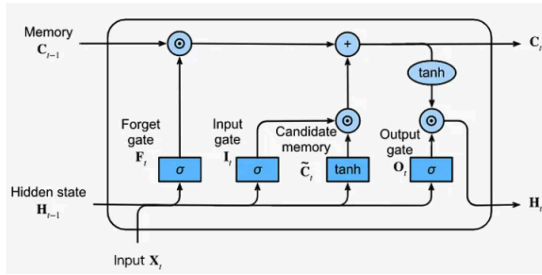 Memory
C_{t-1}
⊙
+
C_t
tanh
Forget
gate
F_t
Input
gate
I_t
Candidate
memory
C̃_t
⊙
Output
gate
O_t
⊙
σ
σ
tanh
σ
Hidden state
H_{t-1}
H_t
Input X_t